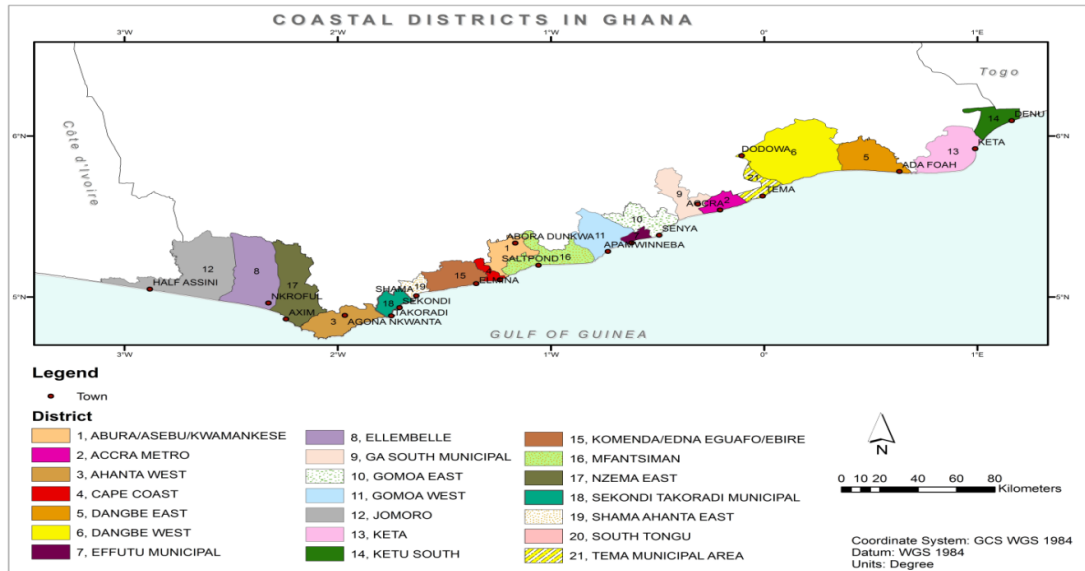 COASTAL DISTRICTS IN GHANA
3°W 2°W 1°W 0° 1°E
Togo
Côte d'Ivoire
6°N 6°N
5°N 5°N
14 DENU
KETA
13
DODOWA 6
5
ADA FOAH
21
TEMA
9
ACCRA 2
10
SENYA
11
APAM WINNEBA
ABORA DUNKWA
1
SALTPOND 16
12
8
17
HALF ASSINI
NKROFUL
AXIM
15
ELMINA
SHAMA 19
18 SEKONDI
TAKORADI
3 AGONA NKWANTA
GULF OF GUINEA
3°W 2°W 1°W 0° 1°E
Legend
Town
District
1, ABURA/ASEBU/KWAMANKESE
2, ACCRA METRO
3, AHANTA WEST
4, CAPE COAST
5, DANGBE EAST
6, DANGBE WEST
7, EFFUTU MUNICIPAL
8, ELLEMBELLE
9, GA SOUTH MUNICIPAL
10, GOMOA EAST
11, GOMOA WEST
12, JOMORO
13, KETA
14, KETU SOUTH
15, KOMENDA/EDNA EGUAFO/EBIRE
16, MFANTSIMAN
17, NZEMA EAST
18, SEKONDI TAKORADI MUNICIPAL
19, SHAMA AHANTA EAST
20, SOUTH TONGU
21, TEMA MUNICIPAL AREA
N
0 10 20 40 60 80
Kilometers
Coordinate System: GCS WGS 1984
Datum: WGS 1984
Units: Degree